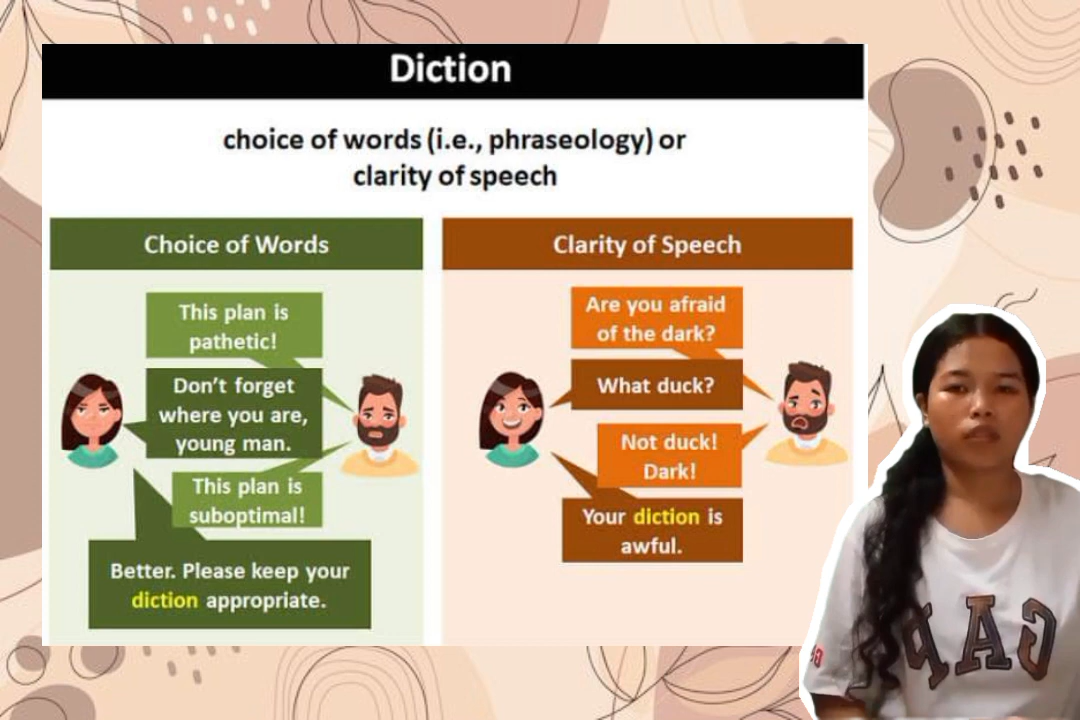 Diction
choice of words (i.e., phraseology) or
clarity of speech
Choice of Words
This plan is
pathetic!
Don't forget
where you are,
young man.
This plan is
suboptimal!
Better. Please keep your
diction appropriate.
Clarity of Speech
Are you afraid
of the dark?
What duck?
Not duck!
Dark!
Your diction is
awful.
GAP